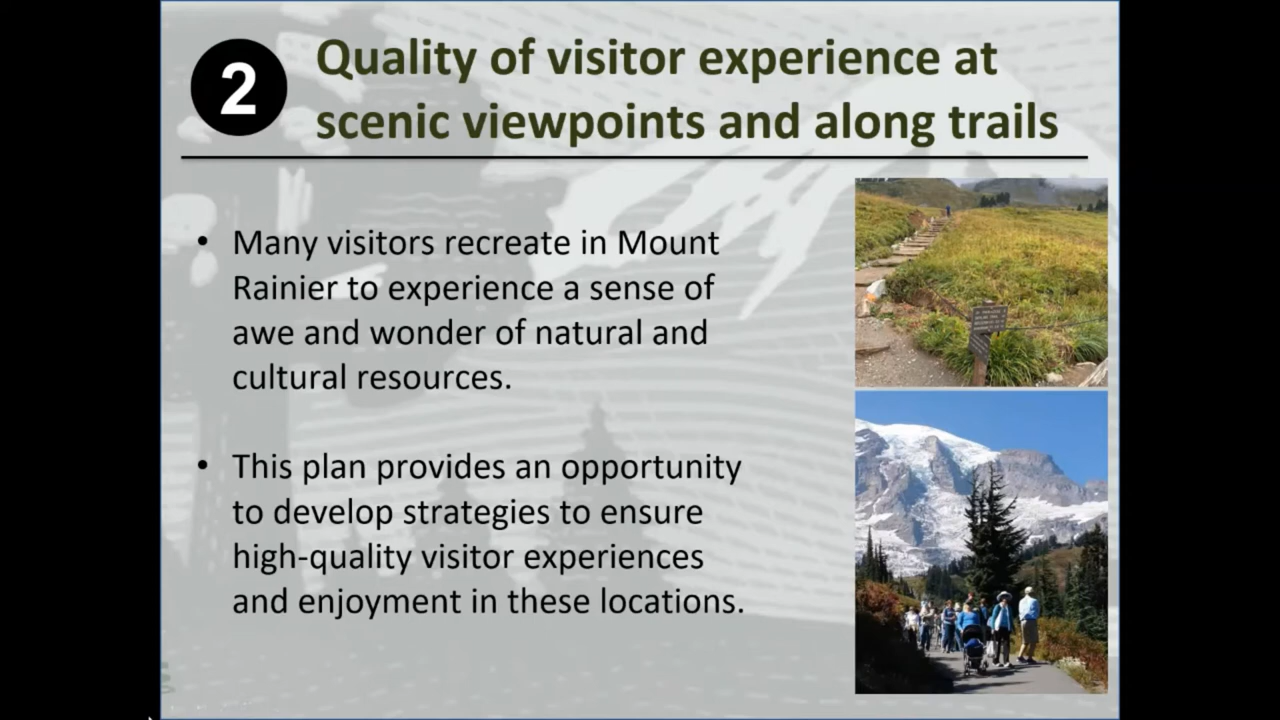 2
Quality of visitor experience at
scenic viewpoints and along trails
• Many visitors recreate in Mount
Rainier to experience a sense of
awe and wonder of natural and
cultural resources.
• This plan provides an opportunity
to develop strategies to ensure
high-quality visitor experiences
and enjoyment in these locations.